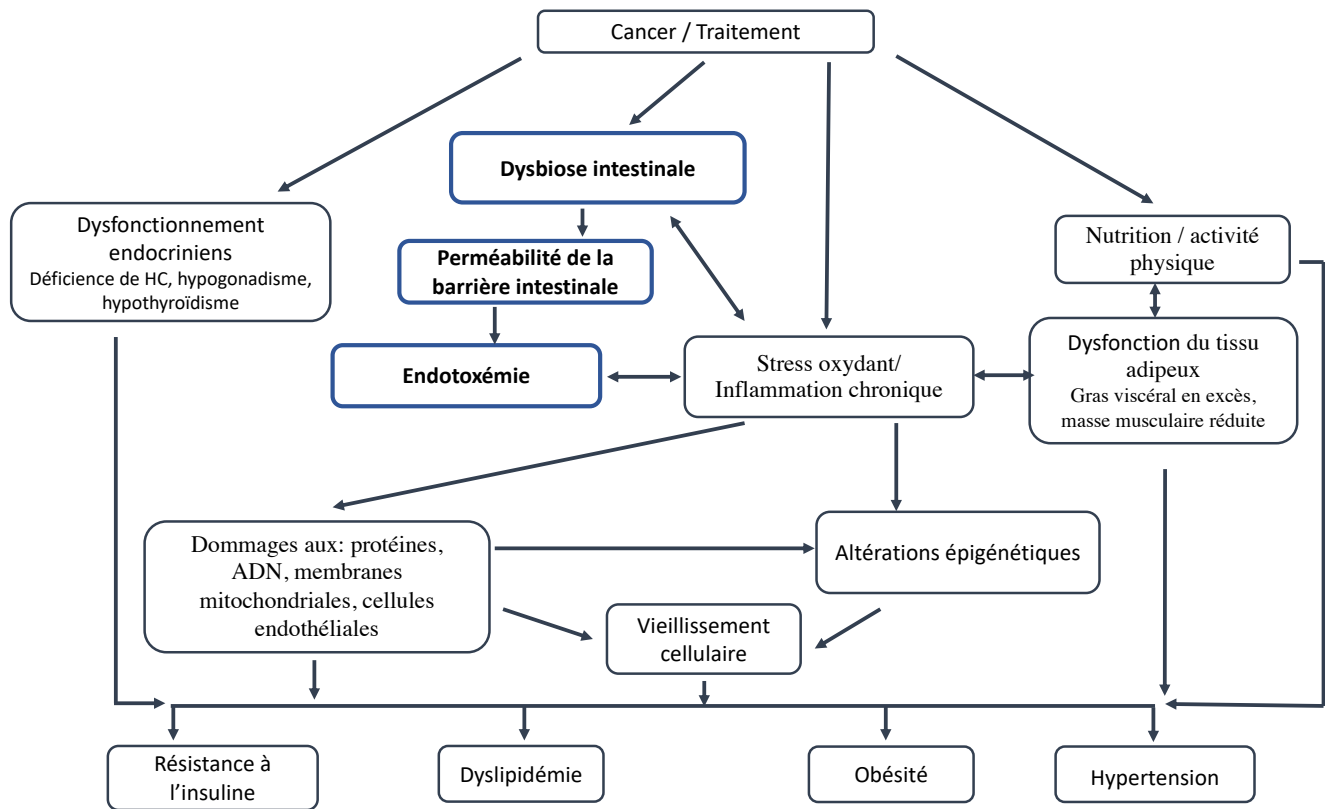 Cancer / Traitement
Dysbiose intestinale
Dysfonctionnement
endocriniens
Déficience de HC, hypogonadisme,
hypothyroïdisme
Perméabilité de la
barrière intestinale
Nutrition / activité
physique
Endotoxémie
Stress oxydant/
Inflammation chronique
Dysfonction du tissu
adipeux
Gras viscéral en excès,
masse musculaire réduite
Dommages aux: protéines,
ADN, membranes
mitochondriales, cellules
endothéliales
Altérations épigénétiques
Vieillissement
cellulaire
Résistance à
l’insuline
Dyslipidémie
Obésité
Hypertension